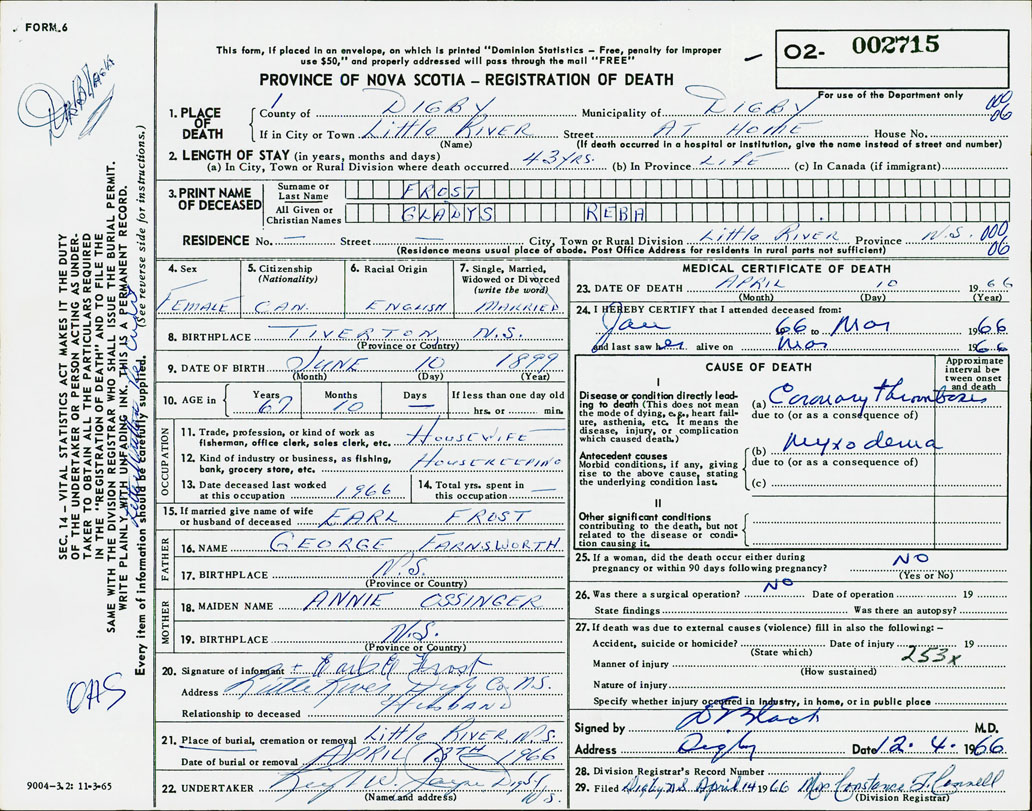 FORM 6
This form, if placed in an envelope, on which is printed "Dominion Statistics – Free, penalty for improper
use $50," and properly addressed will pass through the mail "FREE"
PROVINCE OF NOVA SCOTIA – REGISTRATION OF DEATH
O2- 002715
For use of the Department only
1. PLACE OF DEATH
County of DIGBY Municipality of DIGBY 000 06
If in City or Town LITTLE RIVER Street AT HOME House No.
(Name) (If death occurred in a hospital or institution, give the name instead of street and number)
2. LENGTH OF STAY (in years, months and days)
(a) In City, Town or Rural Division where death occurred 43 YRS. (b) In Province LIFE (c) In Canada (if immigrant)
3. PRINT NAME OF DECEASED
Surname or Last Name FROST
All Given or Christian Names GLADYS REBA
RESIDENCE No. — Street — City, Town or Rural Division LITTLE RIVER Province N.S. 000 06
(Residence means usual place of abode. Post Office Address for residents in rural parts not sufficient)
4. Sex FEMALE
5. Citizenship (Nationality) CAN.
6. Racial Origin ENGLISH
7. Single, Married, Widowed or Divorced (write the word) MARRIED
8. BIRTHPLACE TIVERTON, N.S.
(Province or Country)
9. DATE OF BIRTH JUNE 10 1899
(Month) (Day) (Year)
10. AGE in Years 67 Months 10 Days — If less than one day old hrs. or min.
OCCUPATION
11. Trade, profession or kind of work as fisherman, office clerk, sales clerk, etc. HOUSEWIFE
12. Kind of industry or business, as fishing, bank, grocery store, etc. HOUSEKEEPING
13. Date deceased last worked at this occupation 1966
14. Total yrs. spent in this occupation —
15. If married give name of wife or husband of deceased EARL FROST
FATHER
16. NAME GEORGE FARNSWORTH
17. BIRTHPLACE N.S.
(Province or Country)
MOTHER
18. MAIDEN NAME ANNIE OSSINGER
19. BIRTHPLACE N.S.
(Province or Country)
20. Signature of informant Earl Frost
Address Little River Digby Co. N.S.
Relationship to deceased HUSBAND
21. Place of burial, cremation or removal LITTLE RIVER N.S.
Date of burial or removal APRIL 12TH 1966
22. UNDERTAKER N.S.
(Name and address)
MEDICAL CERTIFICATE OF DEATH
23. DATE OF DEATH APRIL 10 1966
(Month) (Day) (Year)
24. I HEREBY CERTIFY that I attended deceased from:
Jan 66 to Mar 1966
and last saw her alive on Mar 1966
CAUSE OF DEATH
Approximate interval between onset and death
I
Disease or condition directly leading to death (This does not mean the mode of dying, e.g., heart failure, asthenia, etc. It means the disease, injury, or complication which caused death.)
(a) Coronary thrombosis
due to (or as a consequence of)
Antecedent causes
Morbid conditions, if any, giving rise to the above cause, stating the underlying condition last.
(b) Myxodema
due to (or as a consequence of)
(c)
II
Other significant conditions contributing to the death, but not related to the disease or condition causing it.
25. If a woman, did the death occur either during pregnancy or within 90 days following pregnancy? NO
(Yes or No)
26. Was there a surgical operation? NO Date of operation 19
State findings Was there an autopsy?
27. If death was due to external causes (violence) fill in also the following: –
Accident, suicide or homicide? Date of injury 19
(State which) 253x
Manner of injury
(How sustained)
Nature of injury
Specify whether injury occurred in Industry, in home, or in public place
Signed by D Black M.D.
Address Digby Date 12. 4. 1966
28. Division Registrar's Record Number
29. Filed Digby N.S. April 14 1966 Mrs. Constance
(Division Registrar)
SEC. 14 – VITAL STATISTICS ACT MAKES IT THE DUTY
OF THE UNDERTAKER OR PERSON ACTING AS UNDER-
TAKER TO OBTAIN ALL THE PARTICULARS REQUIRED
IN THE "REGISTRATION OF DEATH" AND TO FILE THE
SAME WITH THE DIVISION REGISTRAR WHO SHALL ISSUE THE BURIAL PERMIT.
WRITE PLAINLY WITH UNFADING INK. THIS IS A PERMANENT RECORD.
Every item of information should be carefully supplied. (See reverse side for instructions.)
9004-3.2: 11-3-65